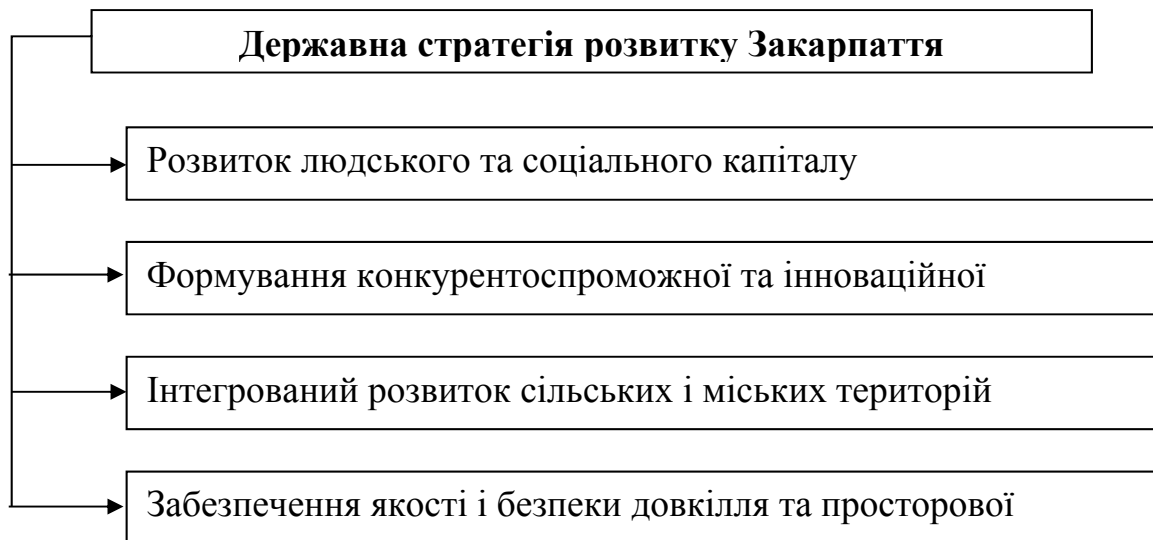 Державна стратегія розвитку Закарпаття
Розвиток людського та соціального капіталу
Формування конкурентоспроможної та інноваційної
Інтегрований розвиток сільських і міських територій
Забезпечення якості і безпеки довкілля та просторової